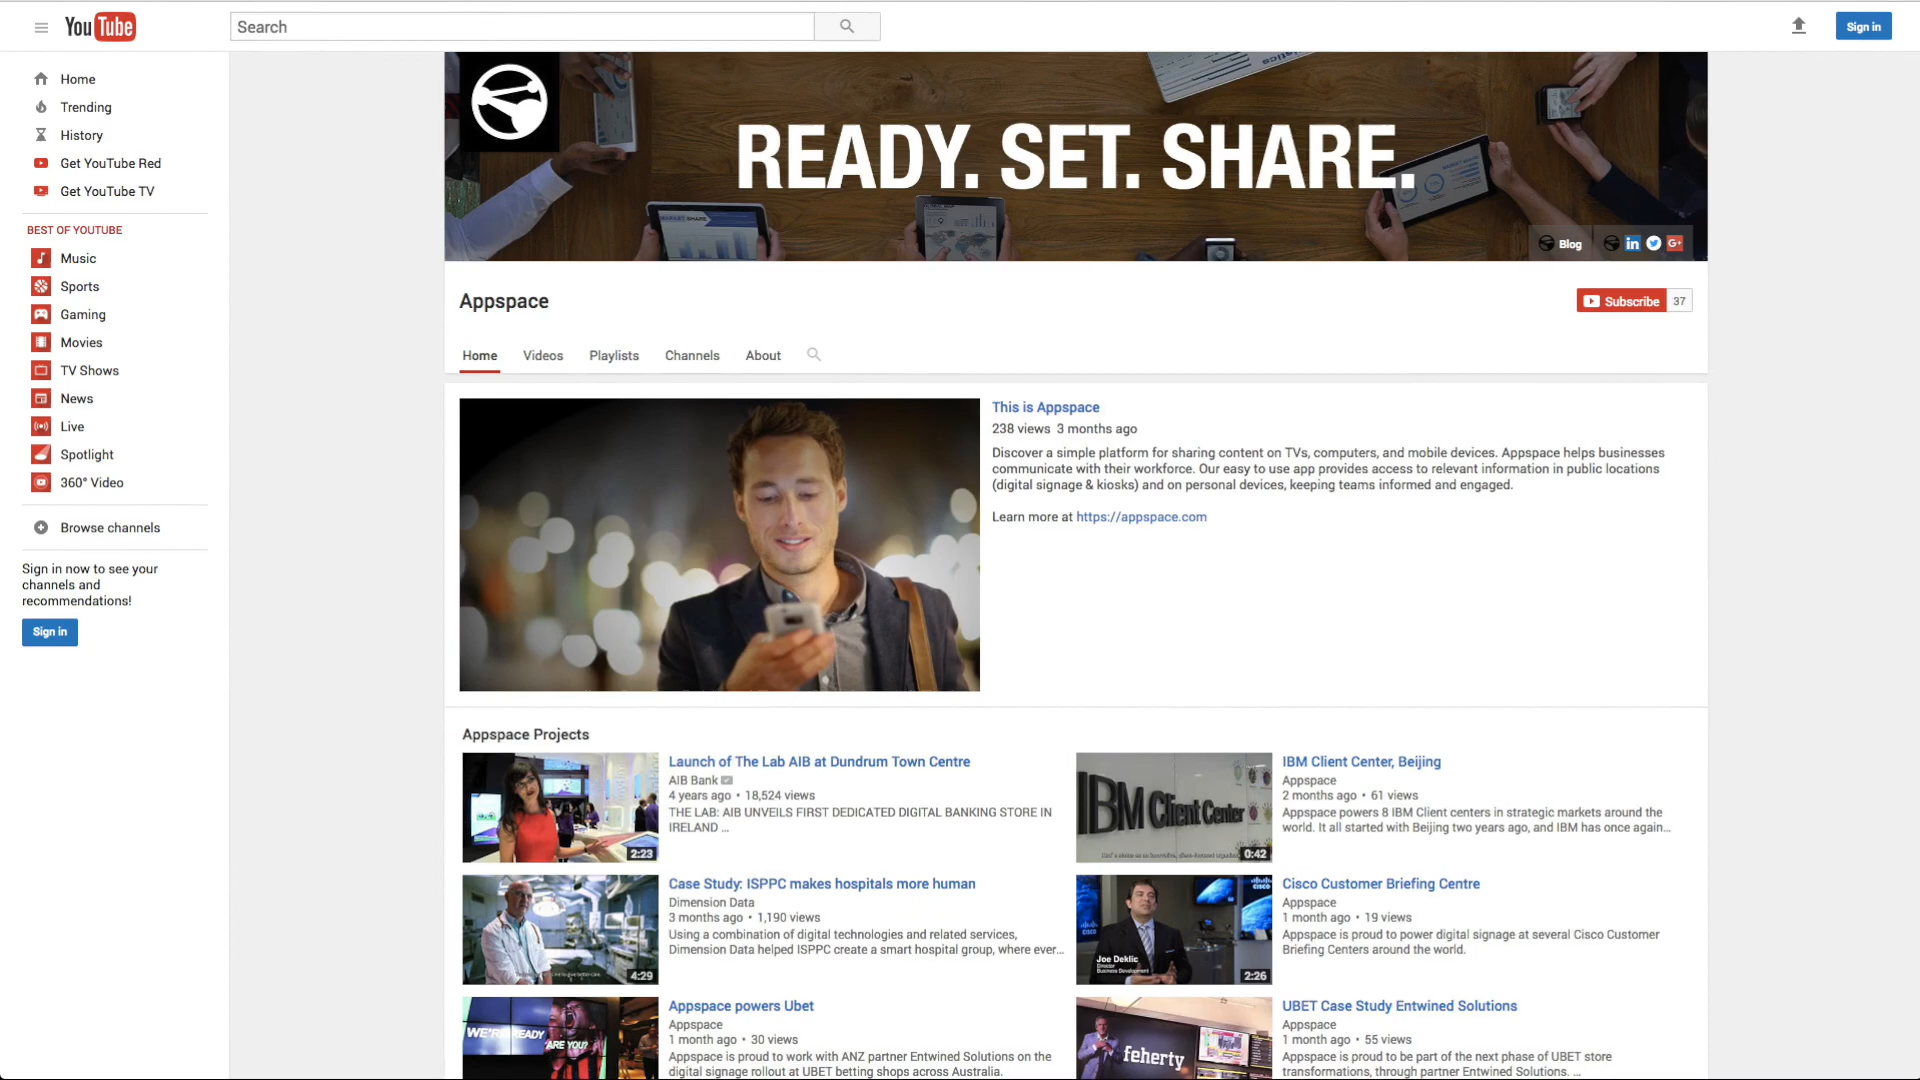 YouTube
Search
Sign in
Home
Trending
History
Get YouTube Red
Get YouTube TV
BEST OF YOUTUBE
Music
Sports
Gaming
Movies
TV Shows
News
Live
Spotlight
360° Video
Browse channels
Sign in now to see your
channels and
recommendations!
Sign in
READY. SET. SHARE.
MARKET SHARE
Blog
in
G+
Appspace
Subscribe 37
Home Videos Playlists Channels About
This is Appspace
238 views 3 months ago
Discover a simple platform for sharing content on TVs, computers, and mobile devices. Appspace helps businesses
communicate with their workforce. Our easy to use app provides access to relevant information in public locations
(digital signage & kiosks) and on personal devices, keeping teams informed and engaged.
Learn more at https://appspace.com
Appspace Projects
2:23
Launch of The Lab AIB at Dundrum Town Centre
AIB Bank
4 years ago • 18,524 views
THE LAB: AIB UNVEILS FIRST DEDICATED DIGITAL BANKING STORE IN
IRELAND ...
IBM Client Center
0:42
IBM Client Center, Beijing
Appspace
2 months ago • 61 views
Appspace powers 8 IBM Client centers in strategic markets around the
world. It all started with Beijing two years ago, and IBM has once again...
4:29
Case Study: ISPPC makes hospitals more human
Dimension Data
3 months ago • 1,190 views
Using a combination of digital technologies and related services,
Dimension Data helped ISPPC create a smart hospital group, where ever...
CISCO
Joe Deklic
Director
Business Development
2:26
Cisco Customer Briefing Centre
Appspace
1 month ago • 19 views
Appspace is proud to power digital signage at several Cisco Customer
Briefing Centers around the world.
WE'RE READY
ARE YOU?
Appspace powers Ubet
Appspace
1 month ago • 30 views
Appspace is proud to work with ANZ partner Entwined Solutions on the
digital signage rollout at UBET betting shops across Australia.
feherty
UBET Case Study Entwined Solutions
Appspace
1 month ago • 55 views
Appspace is proud to be part of the next phase of UBET store
transformations, through partner Entwined Solutions. ...